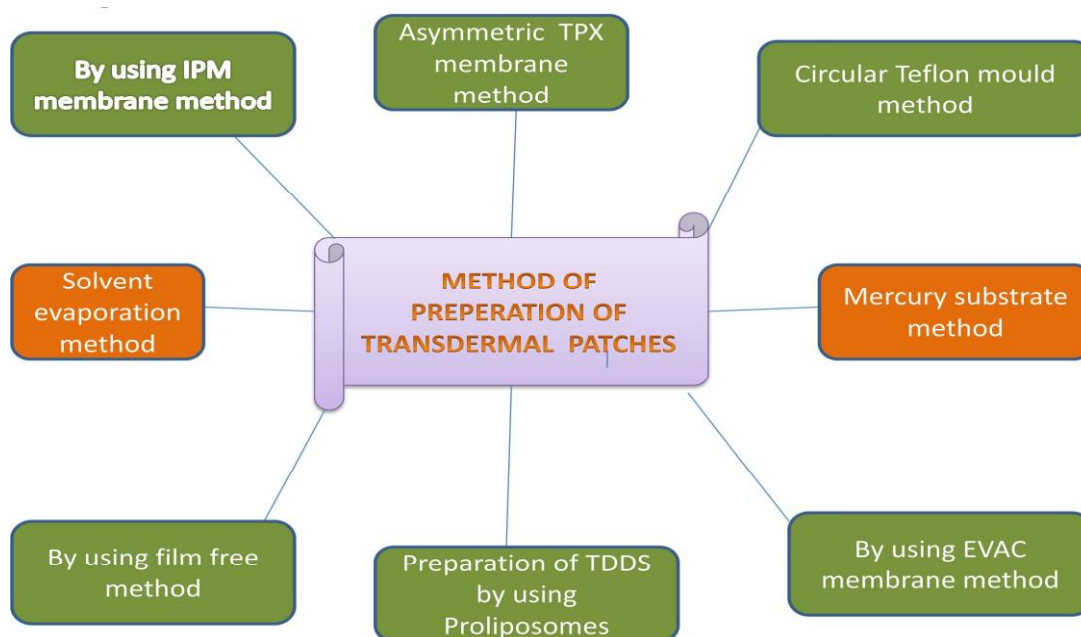 By using IPM
membrane method
Asymmetric TPX
membrane
method
Circular Teflon mould
method
Solvent
evaporation
method
METHOD OF
PREPERATION OF
TRANSDERMAL PATCHES
Mercury substrate
method
By using film free
method
Preparation of TDDS
by using
Proliposomes
By using EVAC
membrane method